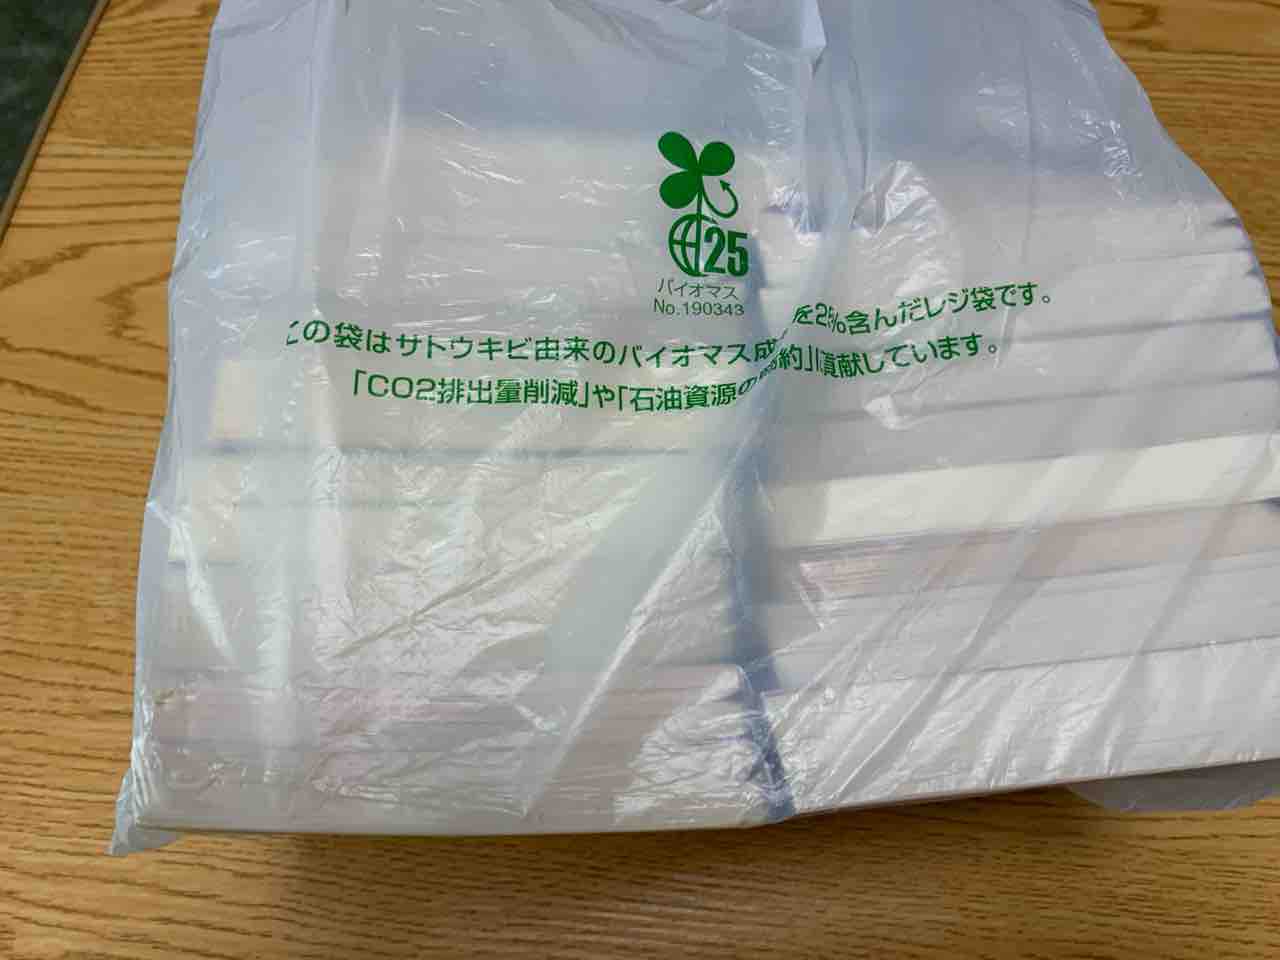 25
バイオマス
No.190343
この袋はサトウキビ由来のバイオマス成 を25%含んだレジ袋です。
「CO2排出量削減」や「石油資源の 約」に貢献しています。